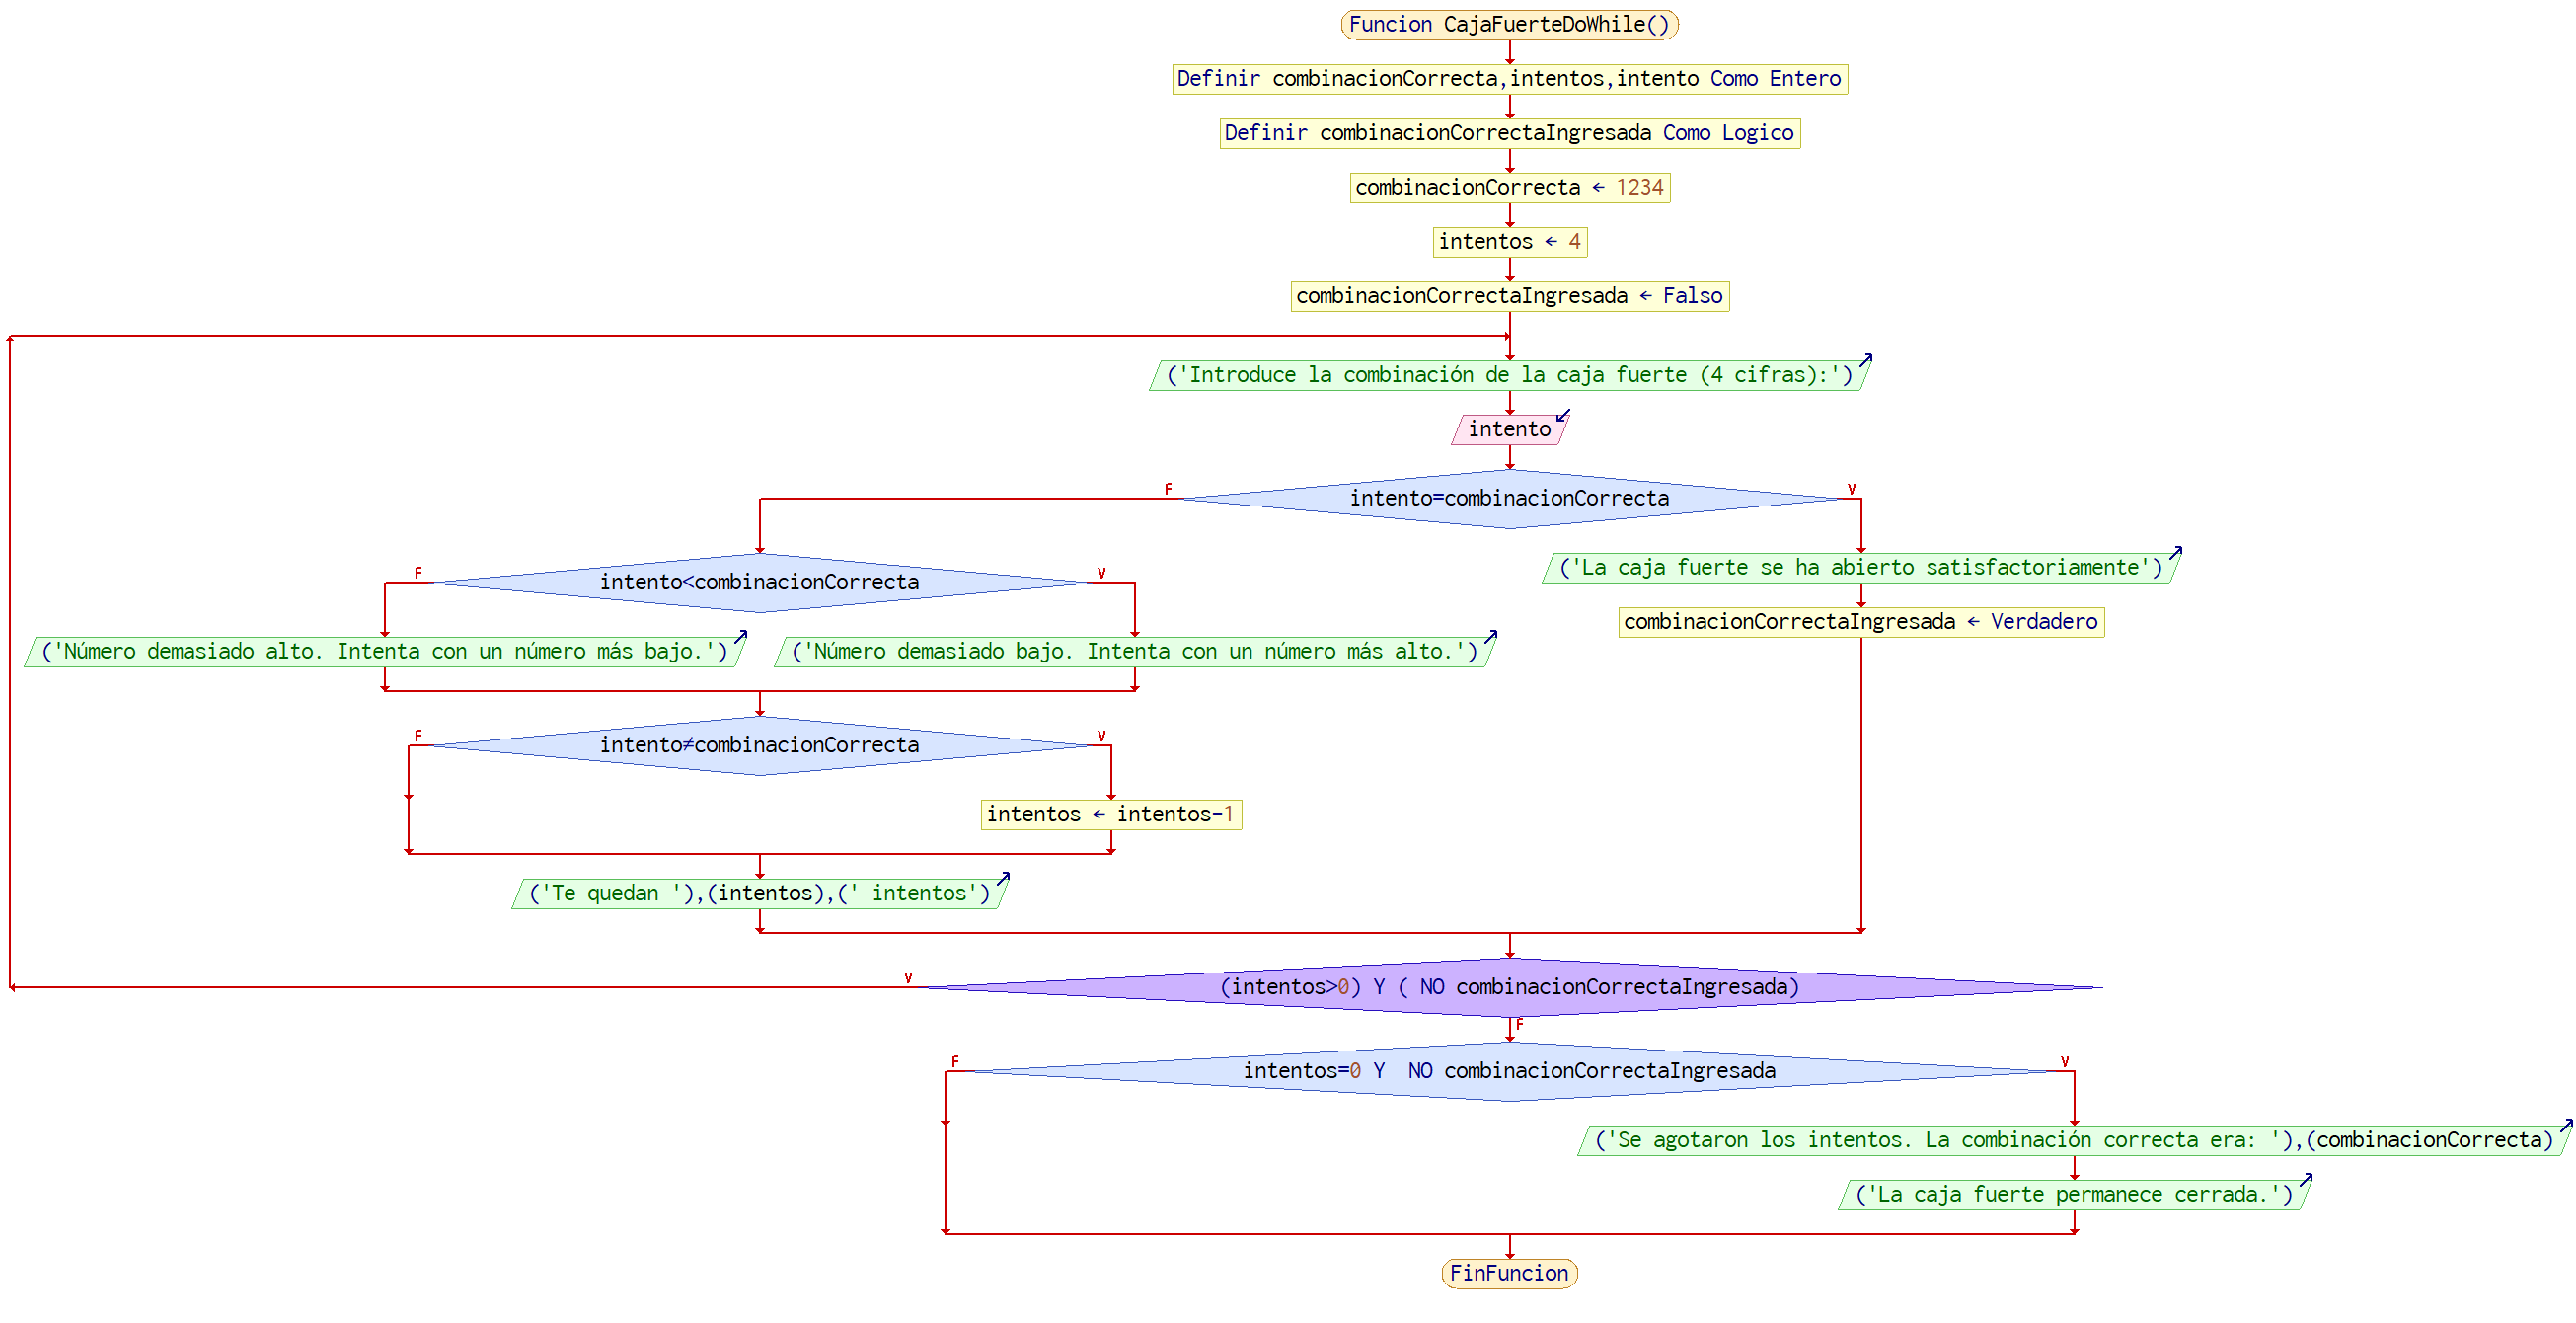 Funcion CajaFuerteDoWhile()
Definir combinacionCorrecta,intentos,intento Como Entero
Definir combinacionCorrectaIngresada Como Logico
combinacionCorrecta ← 1234
intentos ← 4
combinacionCorrectaIngresada ← Falso
('Introduce la combinación de la caja fuerte (4 cifras):')
intento
F
intento=combinacionCorrecta
V
F
intento<combinacionCorrecta
V
('La caja fuerte se ha abierto satisfactoriamente')
combinacionCorrectaIngresada ← Verdadero
('Número demasiado alto. Intenta con un número más bajo.')
('Número demasiado bajo. Intenta con un número más alto.')
F
intento≠combinacionCorrecta
V
intentos ← intentos-1
('Te quedan '),(intentos),(' intentos')
V
(intentos>0) Y ( NO combinacionCorrectaIngresada)
F
F
intentos=0 Y  NO combinacionCorrectaIngresada
V
('Se agotaron los intentos. La combinación correcta era: '),(combinacionCorrecta)
('La caja fuerte permanece cerrada.')
FinFuncion